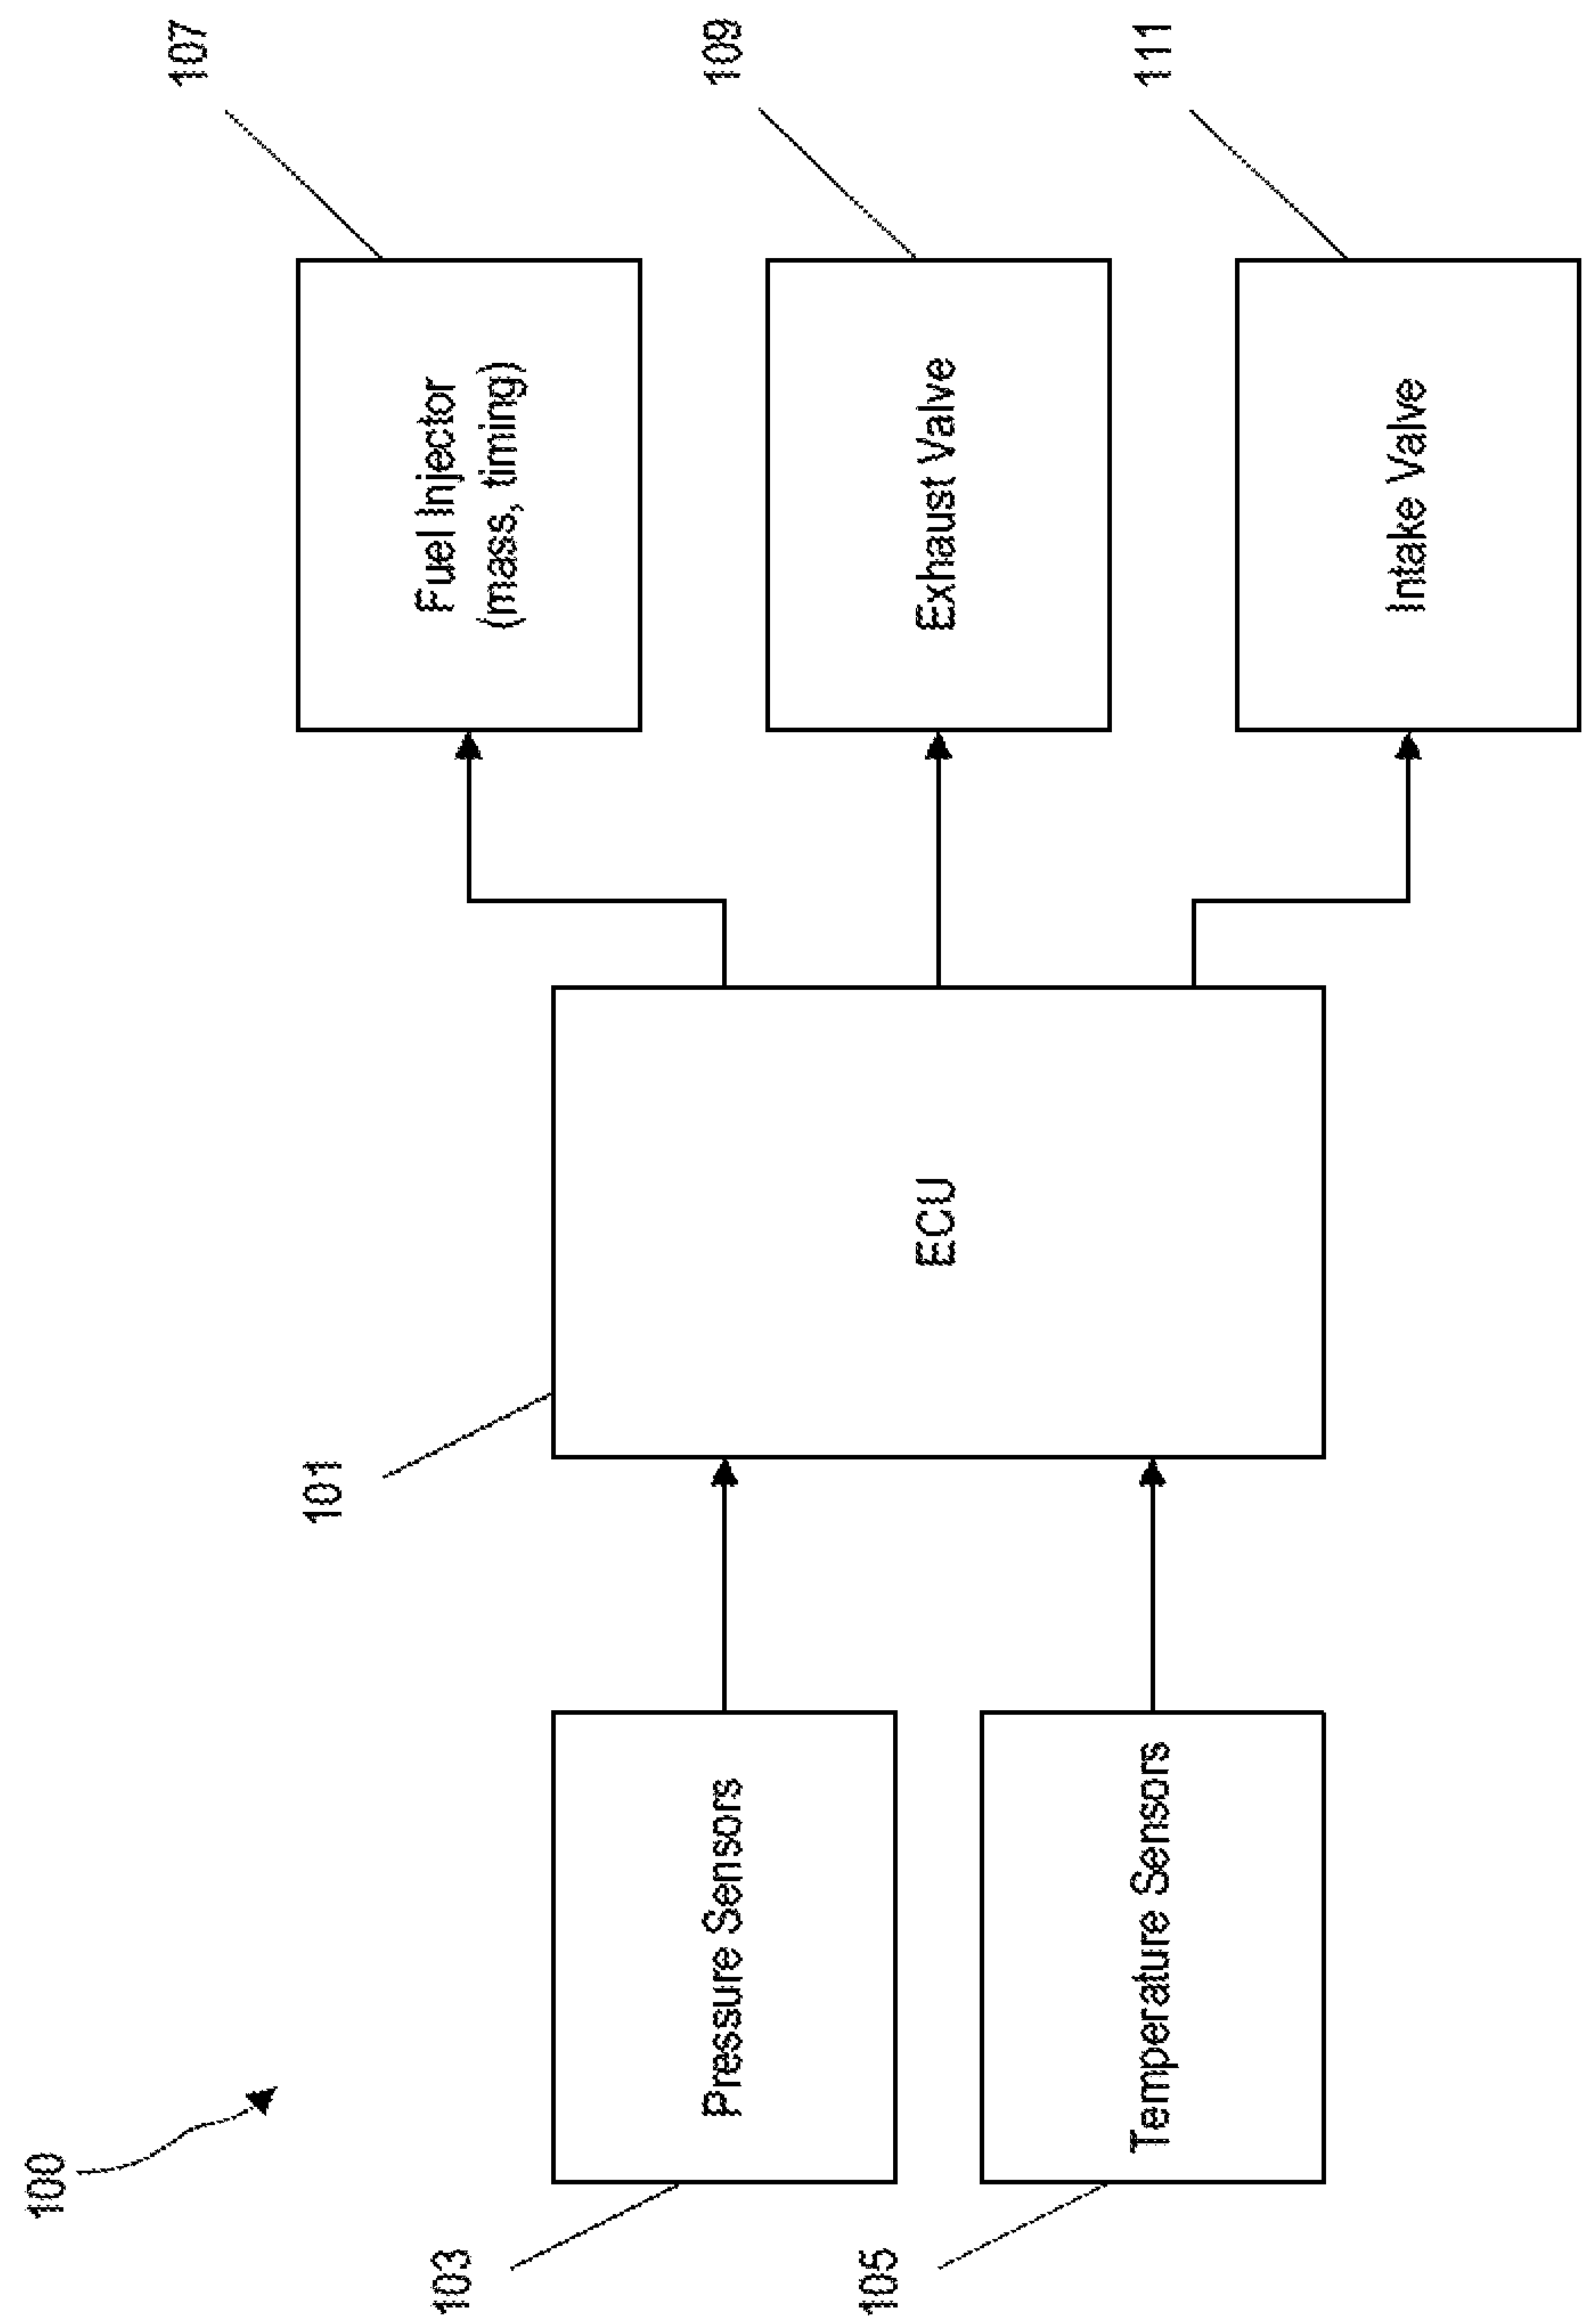 100
107
Fuel Injector
(mass, timing)
101
103
Pressure Sensors
ECU
109
Exhaust Valve
105
Temperature Sensors
111
Intake Valve